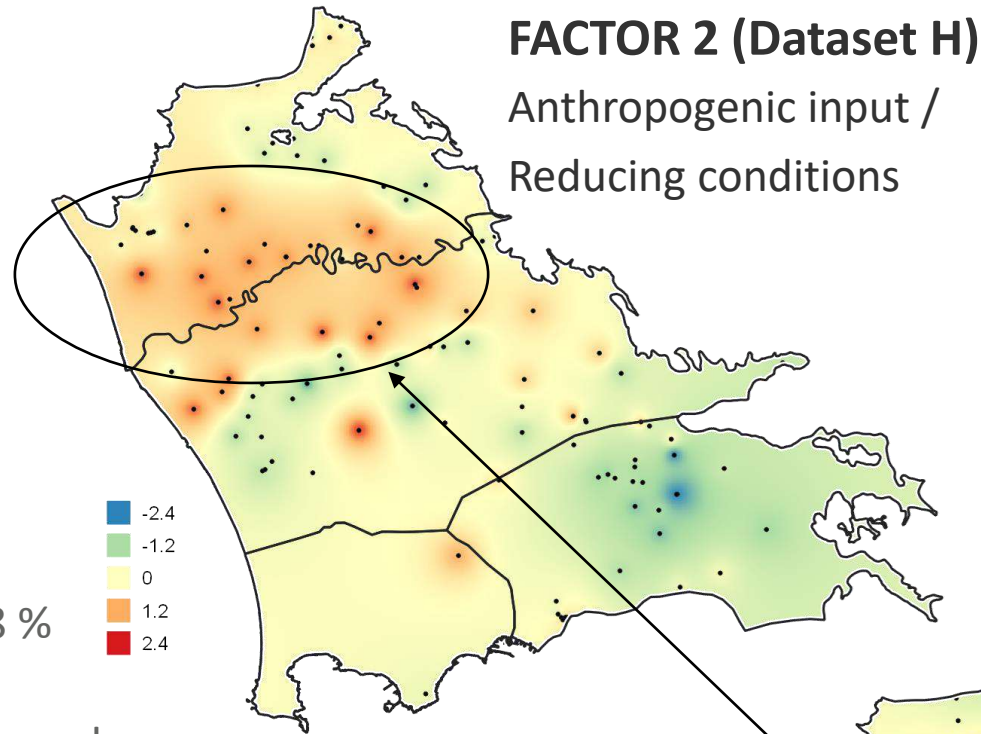 FACTOR 2 (Dataset H)
Anthropogenic input /
Reducing conditions
-2.4
-1.2
0
1.2
2.4
%